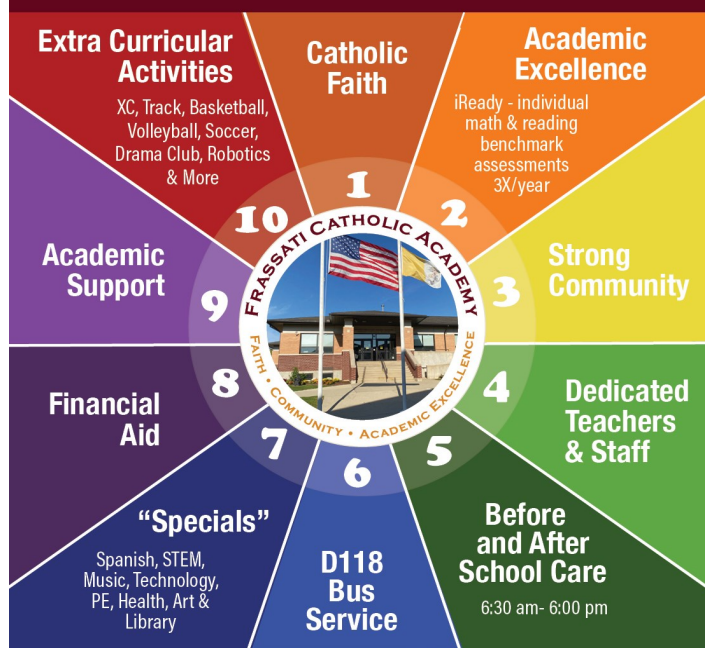 1
Catholic
Faith
2
Academic
Excellence
iReady - individual
math & reading
benchmark
assessments
3X/year
3
Strong
Community
4
Dedicated
Teachers
& Staff
5
Before
and After
School Care
6:30 am- 6:00 pm
6
D118
Bus
Service
7
“Specials”
Spanish, STEM,
Music, Technology,
PE, Health, Art &
Library
8
Financial
Aid
9
Academic
Support
10
Extra Curricular
Activities
XC, Track, Basketball,
Volleyball, Soccer,
Drama Club, Robotics
& More
FRASSATI CATHOLIC ACADEMY
FAITH • COMMUNITY • ACADEMIC EXCELLENCE